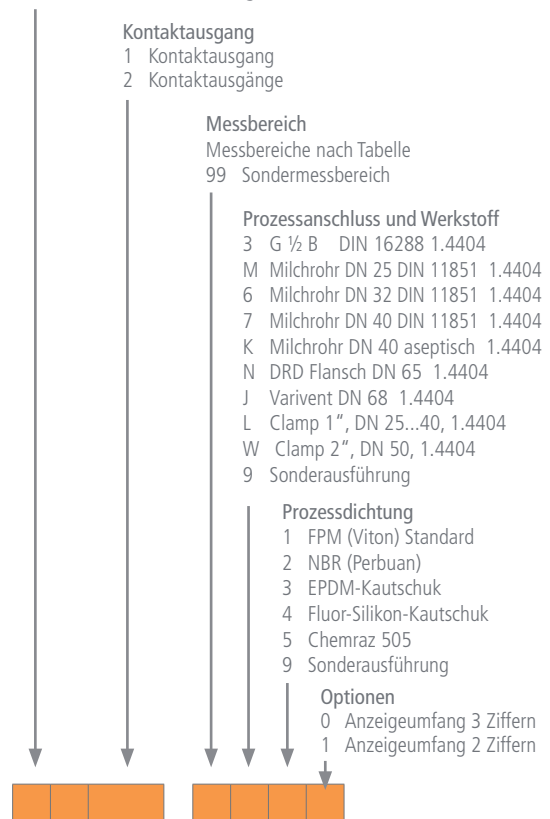 Kontaktausgang
1 Kontaktausgang
2 Kontaktausgänge
Messbereich
Messbereiche nach Tabelle
99 Sondermessbereich
Prozessanschluss und Werkstoff
3 G ½ B DIN 16288 1.4404
M Milchrohr DN 25 DIN 11851 1.4404
6 Milchrohr DN 32 DIN 11851 1.4404
7 Milchrohr DN 40 DIN 11851 1.4404
K Milchrohr DN 40 aseptisch 1.4404
N DRD Flansch DN 65 1.4404
J Varivent DN 68 1.4404
L Clamp 1“, DN 25...40, 1.4404
W Clamp 2“, DN 50, 1.4404
9 Sonderausführung
Prozessdichtung
1 FPM (Viton) Standard
2 NBR (Perbuan)
3 EPDM-Kautschuk
4 Fluor-Silikon-Kautschuk
5 Chemraz 505
9 Sonderausführung
Optionen
0 Anzeigeumfang 3 Ziffern
1 Anzeigeumfang 2 Ziffern